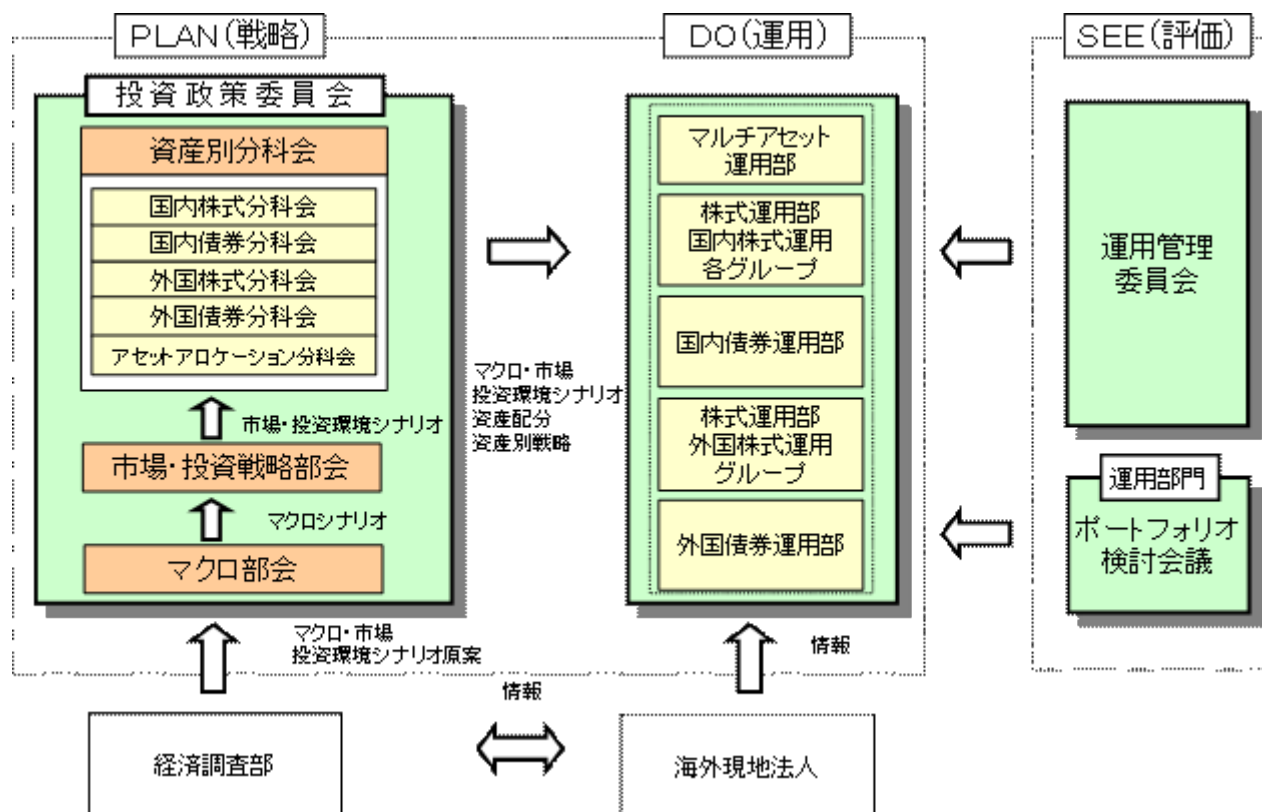 PLAN(戦略)
投資政策委員会
資産別分科会
国内株式分科会
国内債券分科会
外国株式分科会
外国債券分科会
アセットアロケーション分科会
市場・投資環境シナリオ
市場・投資戦略部会
マクロシナリオ
マクロ部会
マクロ・市場
投資環境シナリオ原案
経済調査部
マクロ・市場
投資環境シナリオ
資産配分
資産別戦略
情報
DO(運用)
マルチアセット
運用部
株式運用部
国内株式運用
各グループ
国内債券運用部
株式運用部
外国株式運用
グループ
外国債券運用部
情報
海外現地法人
SEE(評価)
運用管理
委員会
運用部門
ポートフォリオ
検討会議